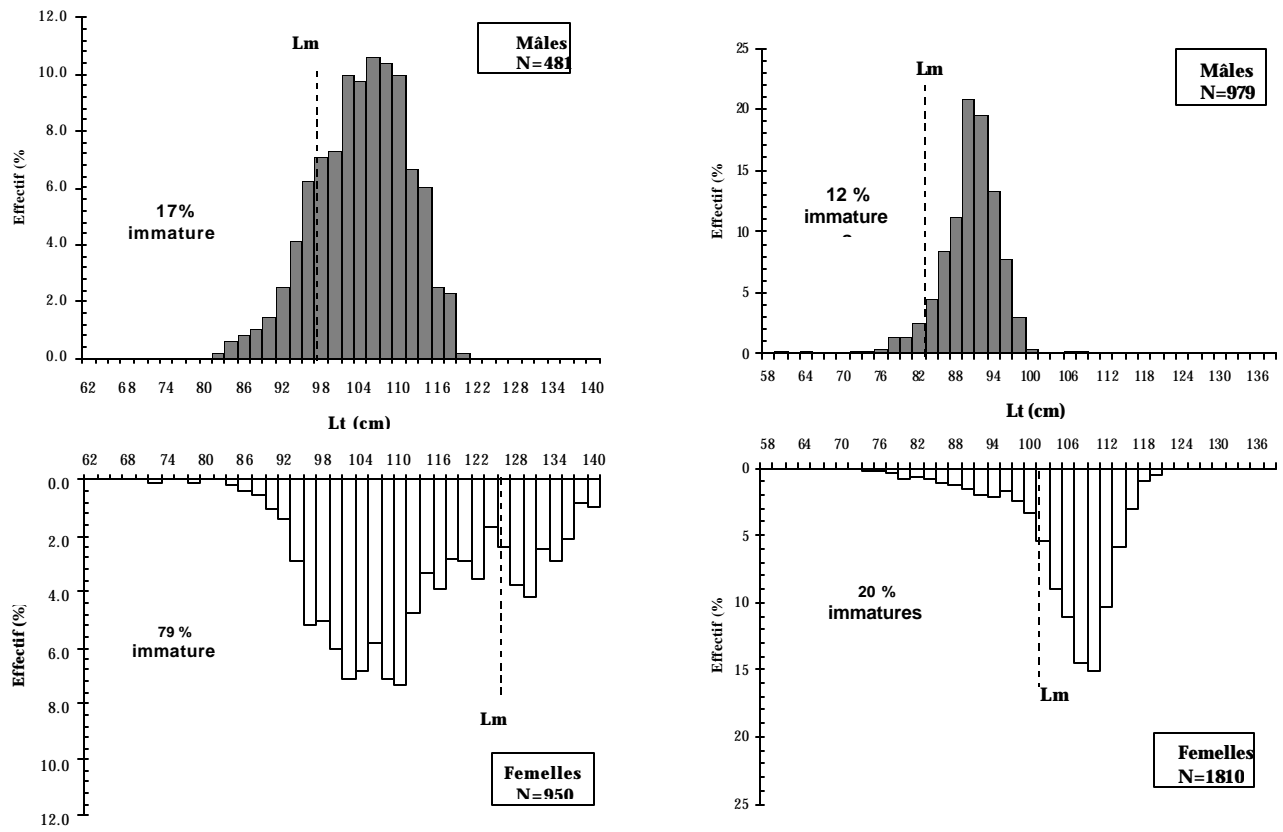 12.0
10.0
8.0
6.0
4.0
2.0
0.0
Effectif (%
Lm
Mâles
N=481
17%
immature
62 68 74 80 86 92 98 104 110 116 122 128 134 140
Lt (cm)
25
20
15
10
5
0
Effectif (%
Lm
Mâles
N=979
12 %
immature
58 64 70 76 82 88 94 100 106 112 118 124 130 136
Lt (cm)
62 68 74 80 86 92 98 104 110 116 122 128 134 140
0.0
2.0
4.0
6.0
8.0
10.0
12.0
Effectif (%)
79 %
immature
Lm
Femelles
N=950
58 64 70 76 82 88 94 100 106 112 118 124 130 136
0
5
10
15
20
25
Effectif (%
20 %
immatures
Lm
Femelles
N=1810